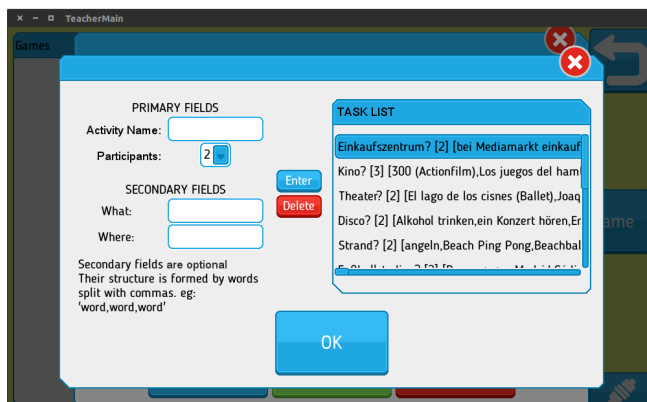 TeacherMain
Games
PRIMARY FIELDS
Activity Name:
Participants:
2
SECONDARY FIELDS
What:
Where:
Secondary fields are optional
Their structure is formed by words
split with commas. eg:
'word,word,word'
Enter
Delete
TASK LIST
Einkaufszentrum? [2] [bei Mediamarkt einkauf
Kino? [3] [300 (Actionfilm),Los juegos del ham
Theater? [2] [El lago de los cisnes (Ballet),Joaq
Disco? [2] [Alkohol trinken,ein Konzert hören,Er
Strand? [2] [angeln,Beach Ping Pong,Beachbal
OK
ame